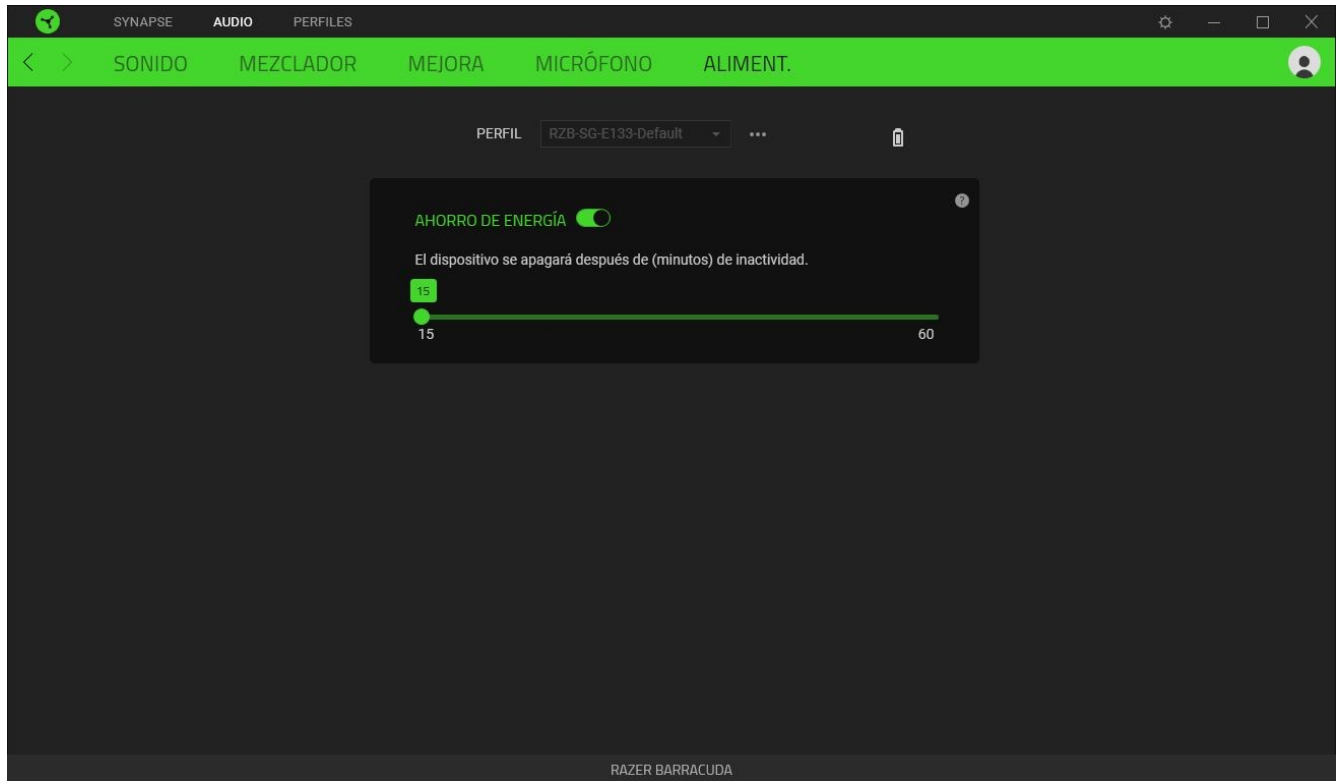 SYNAPSE AUDIO PERFILES
SONIDO MEZCLADOR MEJORA MICRÓFONO ALIMENT.
PERFIL RZB-SG-E133-Default
AHORRO DE ENERGÍA
?
El dispositivo se apagará después de (minutos) de inactividad.
15
15 60
RAZER BARRACUDA